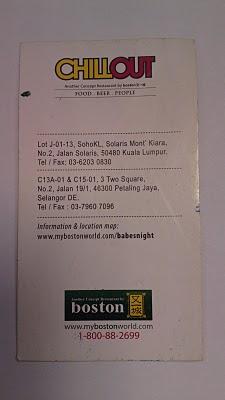 CHILLOUT
Another Concept Restaurant by boston
FOOD . BEER . PEOPLE
Lot J-01-13, SohoKL, Solaris Mont' Kiara,
No.2, Jalan Solaris, 50480 Kuala Lumpur.
Tel / Fax: 03-6203 0830
C13A-01 & C15-01, 3 Two Square,
No.2, Jalan 19/1, 46300 Petaling Jaya,
Selangor DE.
Tel / Fax : 03-7960 7096
Information & location map:
www.mybostonworld.com/babesnight
Another Concept Restaurant by
boston
www.mybostonworld.com
1-800-88-2699